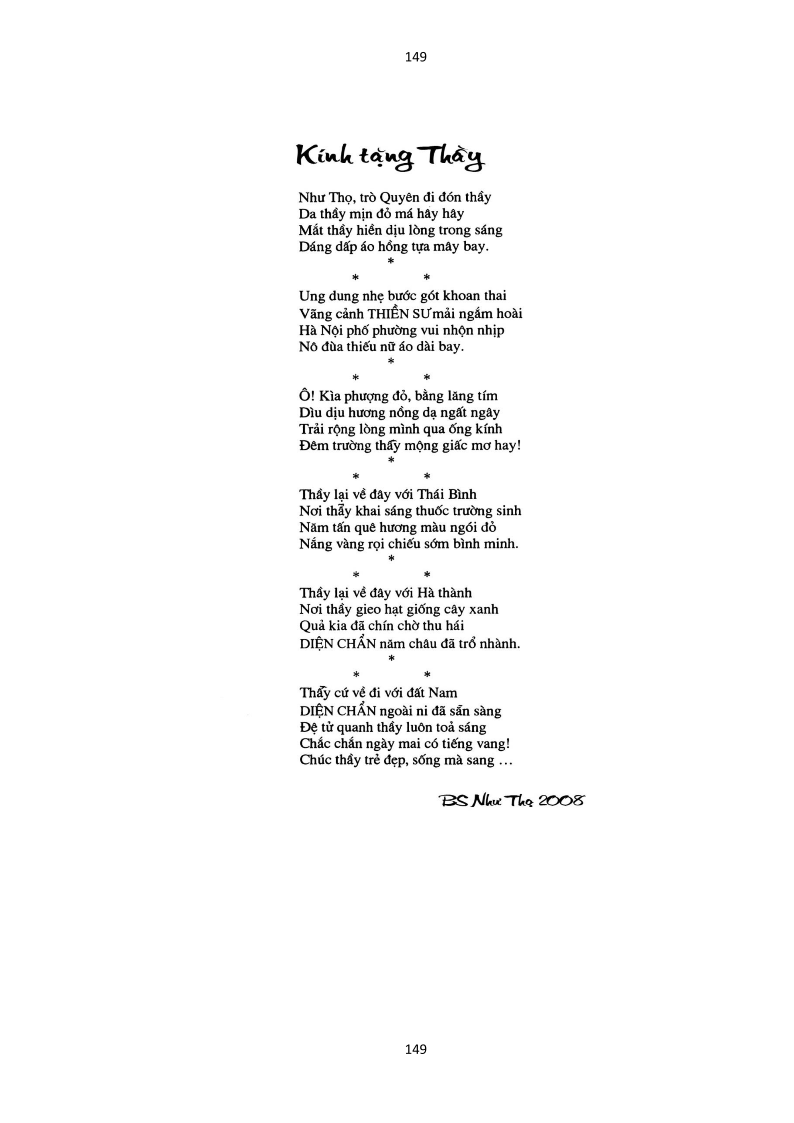 149
Kính tặng Thầy
Như Thọ, trò Quyên đi đón thầy
Da thầy mịn đỏ má hây hây
Mắt thầy hiền dịu lòng trong sáng
Dáng dấp áo hồng tựa mây bay.
*
* *
Ung dung nhẹ bước gót khoan thai
Vãng cảnh THIỀN SƯ mải ngắm hoài
Hà Nội phố phường vui nhộn nhịp
Nô đùa thiếu nữ áo dài bay.
*
* *
Ô! Kìa phượng đỏ, bằng lăng tím
Dìu dịu hương nồng dạ ngất ngây
Trải rộng lòng mình qua ống kính
Đêm trường thầy mộng giấc mơ hay!
*
* *
Thầy lại về đây với Thái Bình
Nơi thầy khai sáng thuốc trường sinh
Năm tấn quê hương màu ngói đỏ
Nắng vàng rọi chiếu sớm bình minh.
*
* *
Thầy lại về đây với Hà thành
Nơi thầy gieo hạt giống cây xanh
Quả kia đã chín chờ thu hái
DIỆN CHẨN năm châu đã trổ nhành.
*
* *
Thầy cứ về đi với đất Nam
DIỆN CHẨN ngoài ni đã sẵn sàng
Đệ tử quanh thầy luôn toả sáng
Chắc chắn ngày mai có tiếng vang!
Chúc thầy trẻ đẹp, sống mà sang ...
BS Như Thọ 2008
149